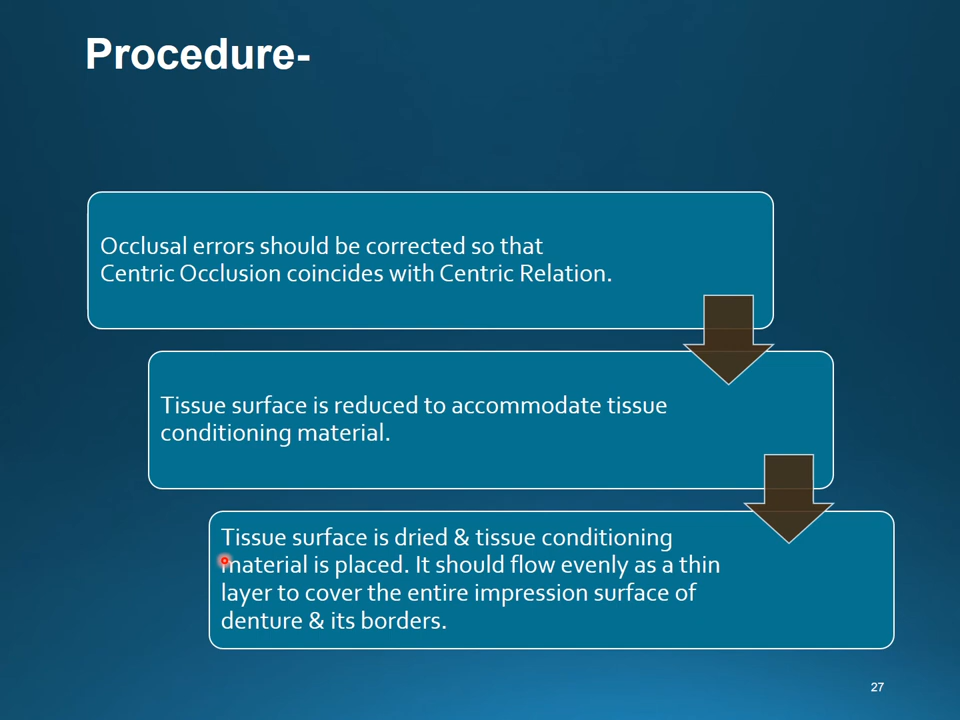 Procedure-
Occlusal errors should be corrected so that
Centric Occlusion coincides with Centric Relation.
Tissue surface is reduced to accommodate tissue
conditioning material.
Tissue surface is dried & tissue conditioning
material is placed. It should flow evenly as a thin
layer to cover the entire impression surface of
denture & its borders.
27